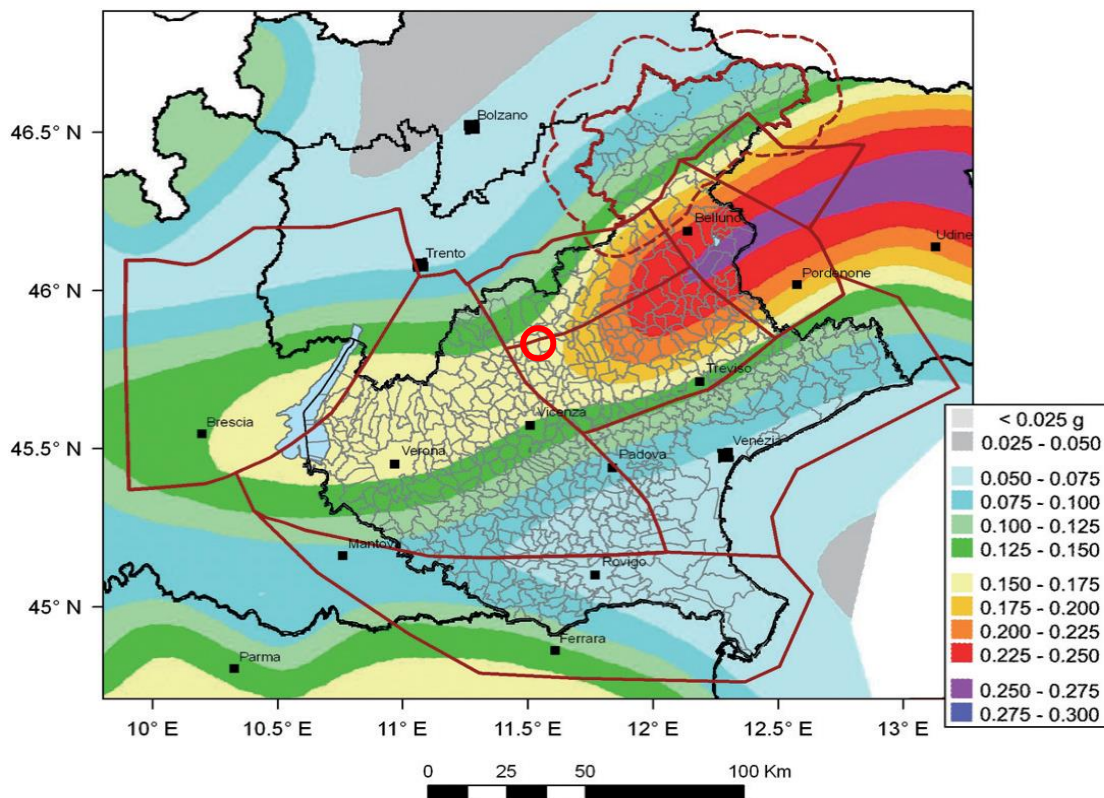 46.5° N
46° N
45.5° N
45° N
10° E
10.5° E
11° E
11.5° E
12° E
12.5° E
13° E
Bolzano
Trento
Belluno
Udine
Pordenone
Treviso
Brescia
Vicenza
Verona
Padova
Venezia
Mantov
Rovigo
Ferrara
Parma
< 0.025 g
0.025 - 0.050
0.050 - 0.075
0.075 - 0.100
0.100 - 0.125
0.125 - 0.150
0.150 - 0.175
0.175 - 0.200
0.200 - 0.225
0.225 - 0.250
0.250 - 0.275
0.275 - 0.300
0 25 50 100 Km